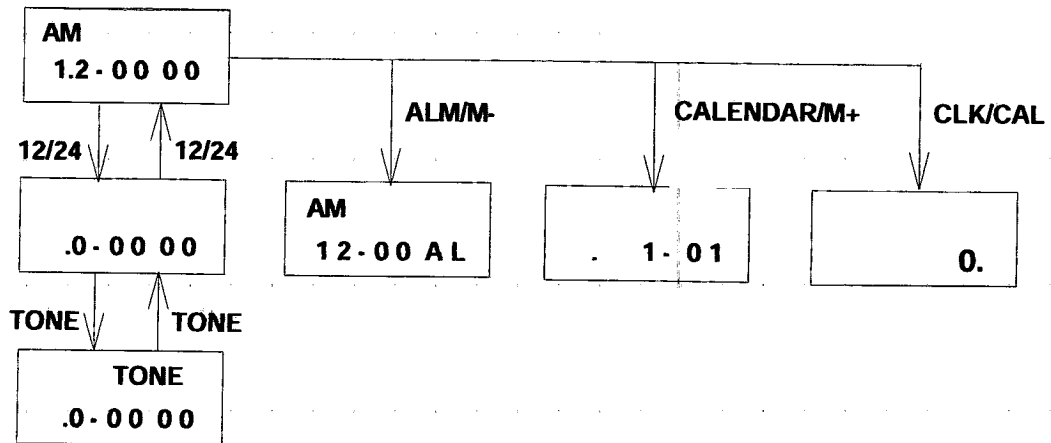 AM
1.2 - 00 00
ALM/M-
CALENDAR/M+
CLK/CAL
12/24
12/24
.0 - 00 00
AM
12 - 00 AL
. 1 - 01
0.
TONE
TONE
TONE
.0 - 00 00